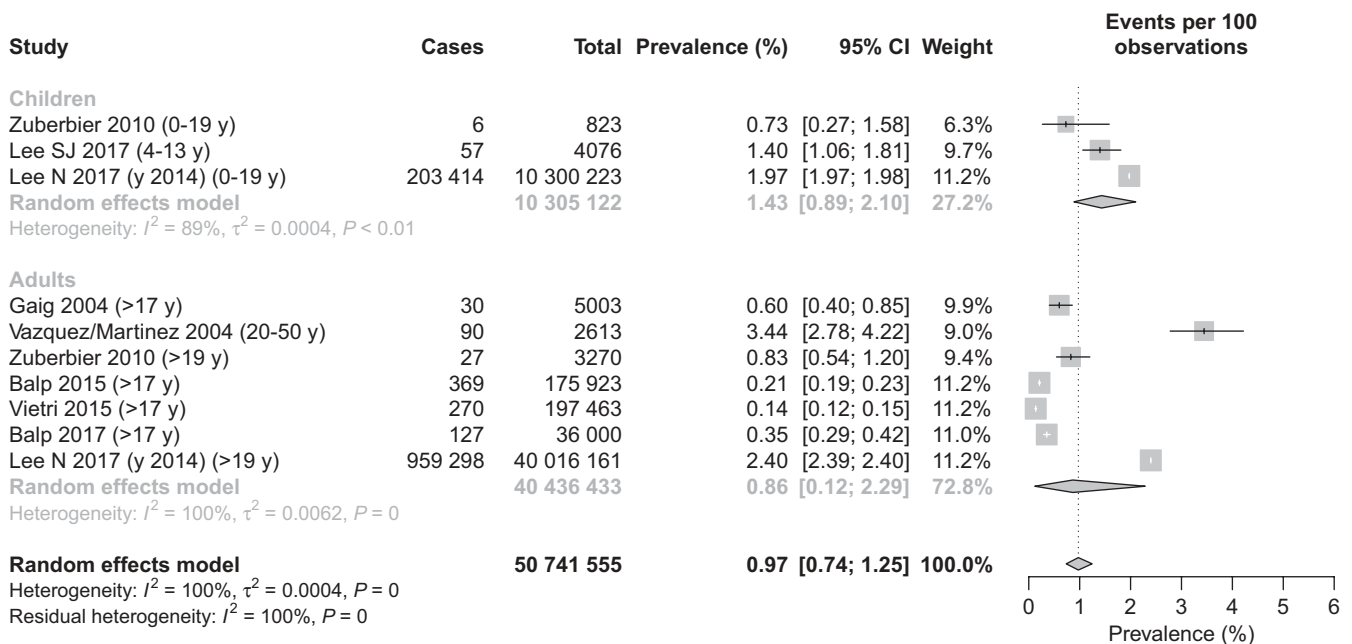 Study Cases Total Prevalence (%) 95% CI Weight Events per 100 observations
Children
Zuberbier 2010 (0-19 y) 6 823 0.73 [0.27; 1.58] 6.3%
Lee SJ 2017 (4-13 y) 57 4076 1.40 [1.06; 1.81] 9.7%
Lee N 2017 (y 2014) (0-19 y) 203 414 10 300 223 1.97 [1.97; 1.98] 11.2%
Random effects model 10 305 122 1.43 [0.89; 2.10] 27.2%
Heterogeneity: I² = 89%, τ² = 0.0004, P < 0.01
Adults
Gaig 2004 (>17 y) 30 5003 0.60 [0.40; 0.85] 9.9%
Vazquez/Martinez 2004 (20-50 y) 90 2613 3.44 [2.78; 4.22] 9.0%
Zuberbier 2010 (>19 y) 27 3270 0.83 [0.54; 1.20] 9.4%
Balp 2015 (>17 y) 369 175 923 0.21 [0.19; 0.23] 11.2%
Vietri 2015 (>17 y) 270 197 463 0.14 [0.12; 0.15] 11.2%
Balp 2017 (>17 y) 127 36 000 0.35 [0.29; 0.42] 11.0%
Lee N 2017 (y 2014) (>19 y) 959 298 40 016 161 2.40 [2.39; 2.40] 11.2%
Random effects model 40 436 433 0.86 [0.12; 2.29] 72.8%
Heterogeneity: I² = 100%, τ² = 0.0062, P = 0
Random effects model 50 741 555 0.97 [0.74; 1.25] 100.0%
Heterogeneity: I² = 100%, τ² = 0.0004, P = 0
Residual heterogeneity: I² = 100%, P = 0
0 1 2 3 4 5 6
Prevalence (%)